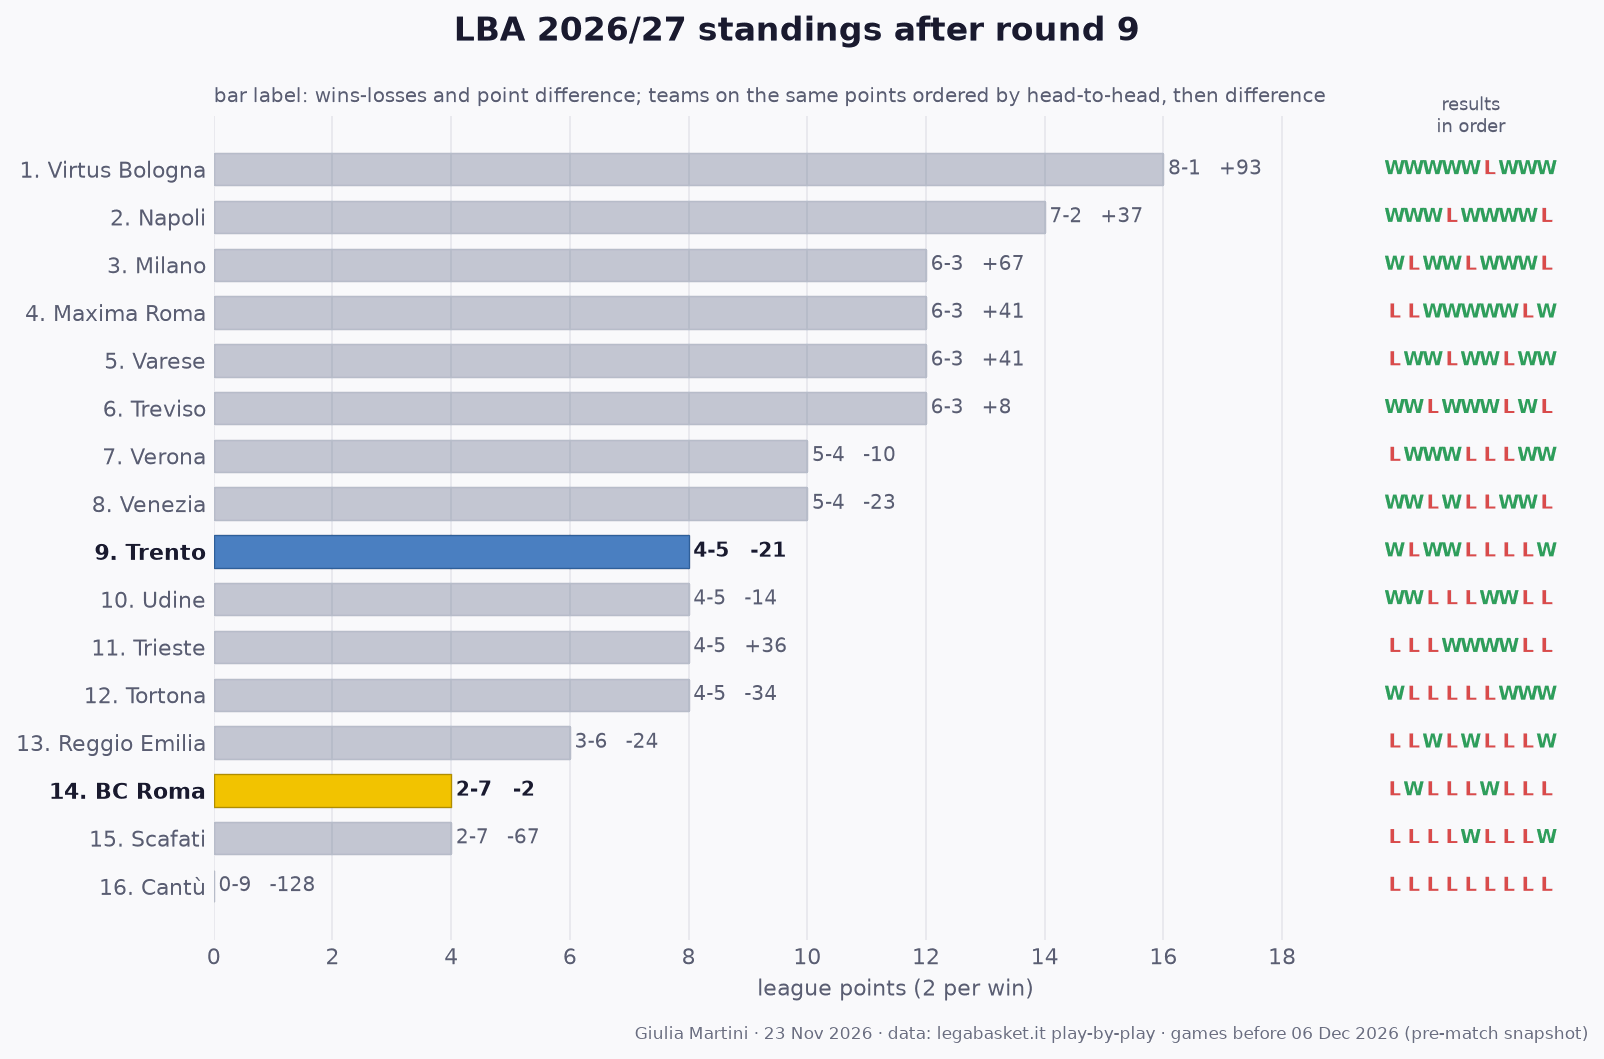 LBA 2026/27 standings after round 9
bar label: wins-losses and point difference; teams on the same points ordered by head-to-head, then difference
results
in order
1. Virtus Bologna 8-1 +93 WWWWWLWWW
2. Napoli 7-2 +37 WWWLWWWWL
3. Milano 6-3 +67 WLWWLWWWL
4. Maxima Roma 6-3 +41 LLWWWWWLW
5. Varese 6-3 +41 LWWLWWLWW
6. Treviso 6-3 +8 WWLWWWLWL
7. Verona 5-4 -10 LWWWLLLWW
8. Venezia 5-4 -23 WWLWLLWWL
9. Trento 4-5 -21 WLWWLLLLW
10. Udine 4-5 -14 WWLLLWWLL
11. Trieste 4-5 +36 LLLWWWWLL
12. Tortona 4-5 -34 WLLLLLWWW
13. Reggio Emilia 3-6 -24 LLWLWLLLW
14. BC Roma 2-7 -2 LWLLLWLLL
15. Scafati 2-7 -67 LLLLWLLLW
16. Cantù 0-9 -128 LLLLLLLLL
0 2 4 6 8 10 12 14 16 18
league points (2 per win)
Giulia Martini · 23 Nov 2026 · data: legabasket.it play-by-play · games before 06 Dec 2026 (pre-match snapshot)